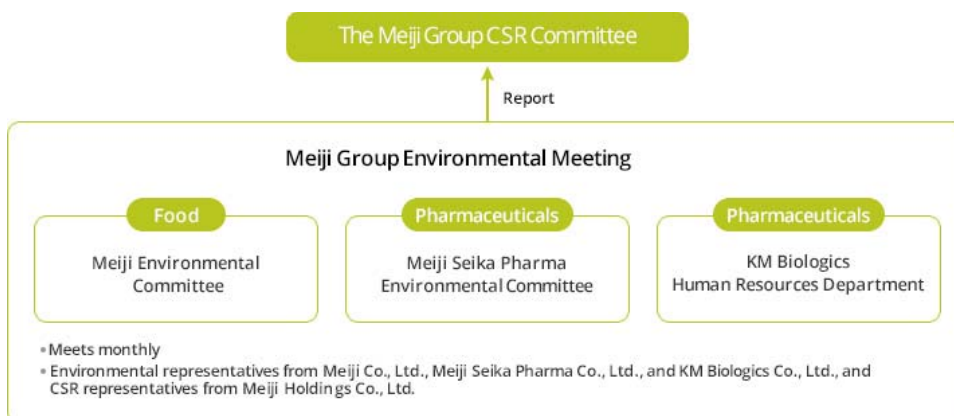 The Meiji Group CSR Committee
Report
Meiji Group Environmental Meeting
Food
Meiji Environmental
Committee
Pharmaceuticals
Meiji Seika Pharma
Environmental Committee
Pharmaceuticals
KM Biologics
Human Resources Department
• Meets monthly
• Environmental representatives from Meiji Co., Ltd., Meiji Seika Pharma Co., Ltd., and KM Biologics Co., Ltd., and
CSR representatives from Meiji Holdings Co., Ltd.